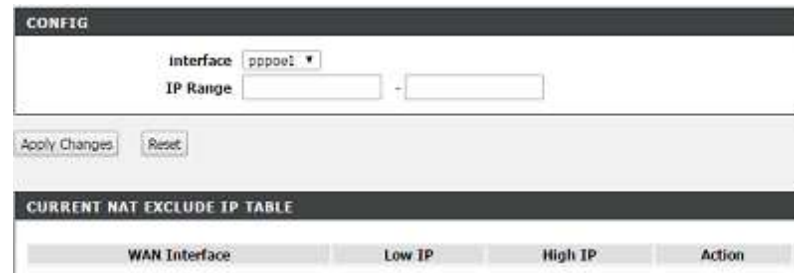 CONFIG
interface pppoe1
IP Range -
Apply Changes Reset
CURRENT NAT EXCLUDE IP TABLE
WAN Interface Low IP High IP Action